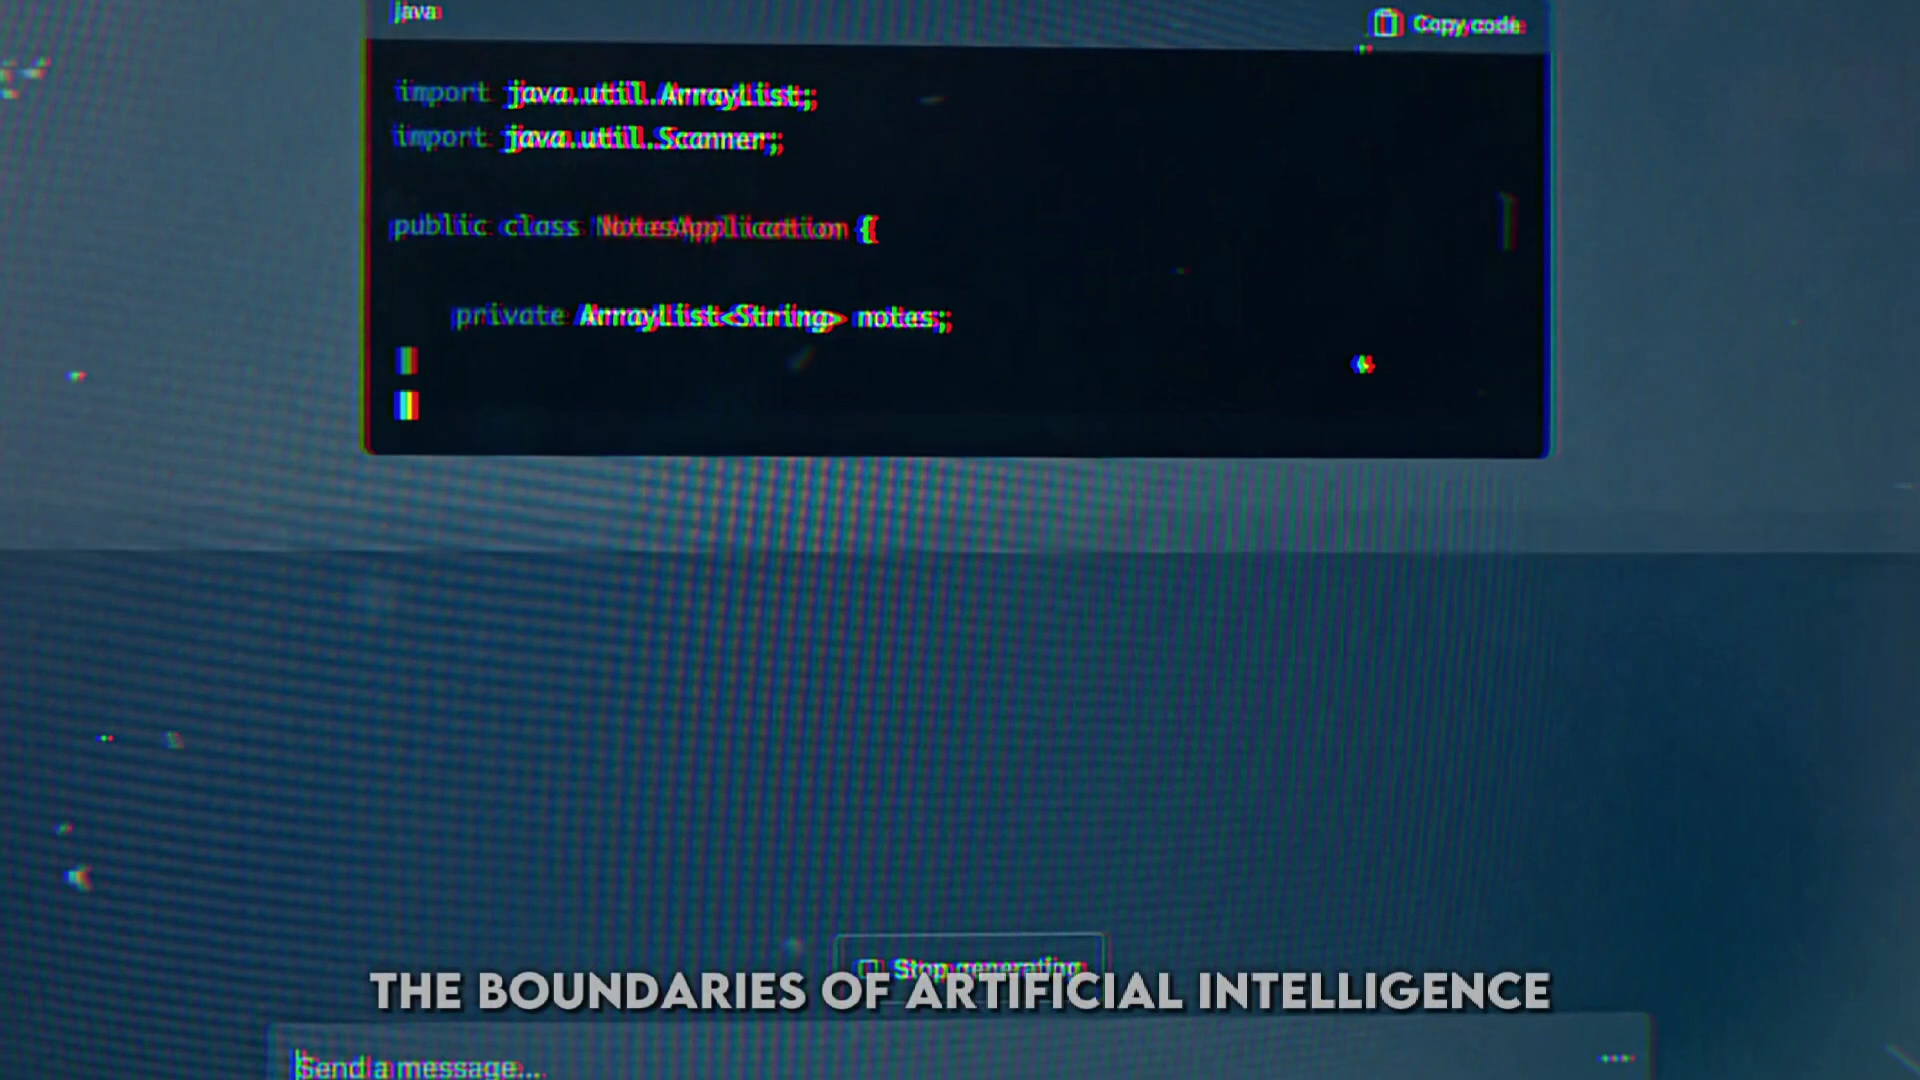 java
Copy code
import java.util.ArrayList;
import java.util.Scanner;
public class NotesApplication {
private ArrayList<String> notes;
Stop generating
THE BOUNDARIES OF ARTIFICIAL INTELLIGENCE
Send a message...